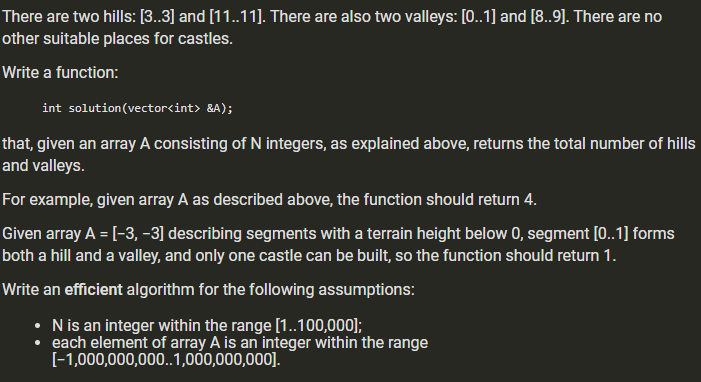 There are two hills: [3..3] and [11..11]. There are also two valleys: [0..1] and [8..9]. There are no
other suitable places for castles.
Write a function:
int solution(vector<int> &A);
that, given an array A consisting of N integers, as explained above, returns the total number of hills
and valleys.
For example, given array A as described above, the function should return 4.
Given array A = [−3, −3] describing segments with a terrain height below 0, segment [0..1] forms
both a hill and a valley, and only one castle can be built, so the function should return 1.
Write an efficient algorithm for the following assumptions:
• N is an integer within the range [1..100,000];
• each element of array A is an integer within the range
[−1,000,000,000..1,000,000,000].